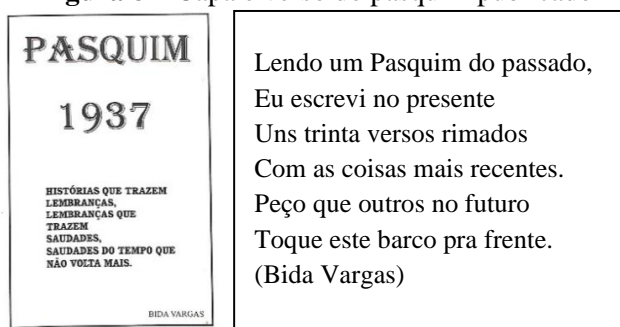 PASQUIM
1937
HISTÓRIAS QUE TRAZEM
LEMBRANÇAS,
LEMBRANÇAS QUE
TRAZEM
SAUDADES,
SAUDADES DO TEMPO QUE
NÃO VOLTA MAIS.
BIDA VARGAS
Lendo um Pasquim do passado,
Eu escrevi no presente
Uns trinta versos rimados
Com as coisas mais recentes.
Peço que outros no futuro
Toque este barco pra frente.
(Bida Vargas)